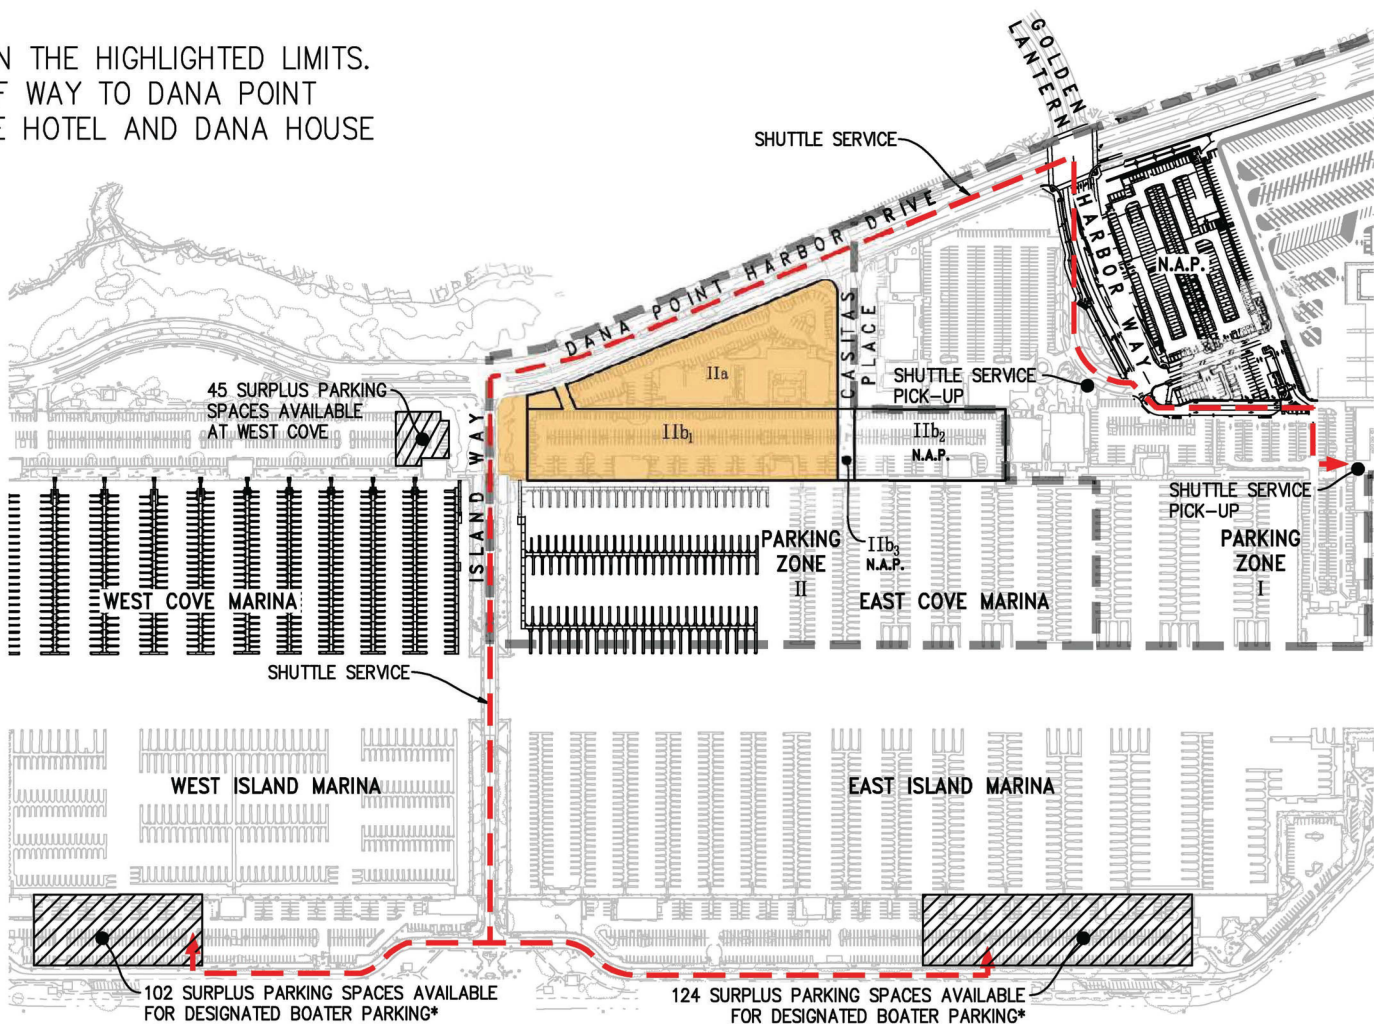 N THE HIGHLIGHTED LIMITS.
F WAY TO DANA POINT
E HOTEL AND DANA HOUSE
GOLDEN
LANTERN
SHUTTLE SERVICE
DANA POINT HARBOR DRIVE
HARBOR WAY
N.A.P.
CASITAS
PLACE
IIa
SHUTTLE SERVICE
PICK-UP
45 SURPLUS PARKING
SPACES AVAILABLE
AT WEST COVE
ISLAND WAY
IIb1
IIb2
N.A.P.
SHUTTLE SERVICE
PICK-UP
PARKING
ZONE
II
IIb3
N.A.P.
PARKING
ZONE
I
WEST COVE MARINA
EAST COVE MARINA
SHUTTLE SERVICE
WEST ISLAND MARINA
EAST ISLAND MARINA
102 SURPLUS PARKING SPACES AVAILABLE
FOR DESIGNATED BOATER PARKING*
124 SURPLUS PARKING SPACES AVAILABLE
FOR DESIGNATED BOATER PARKING*